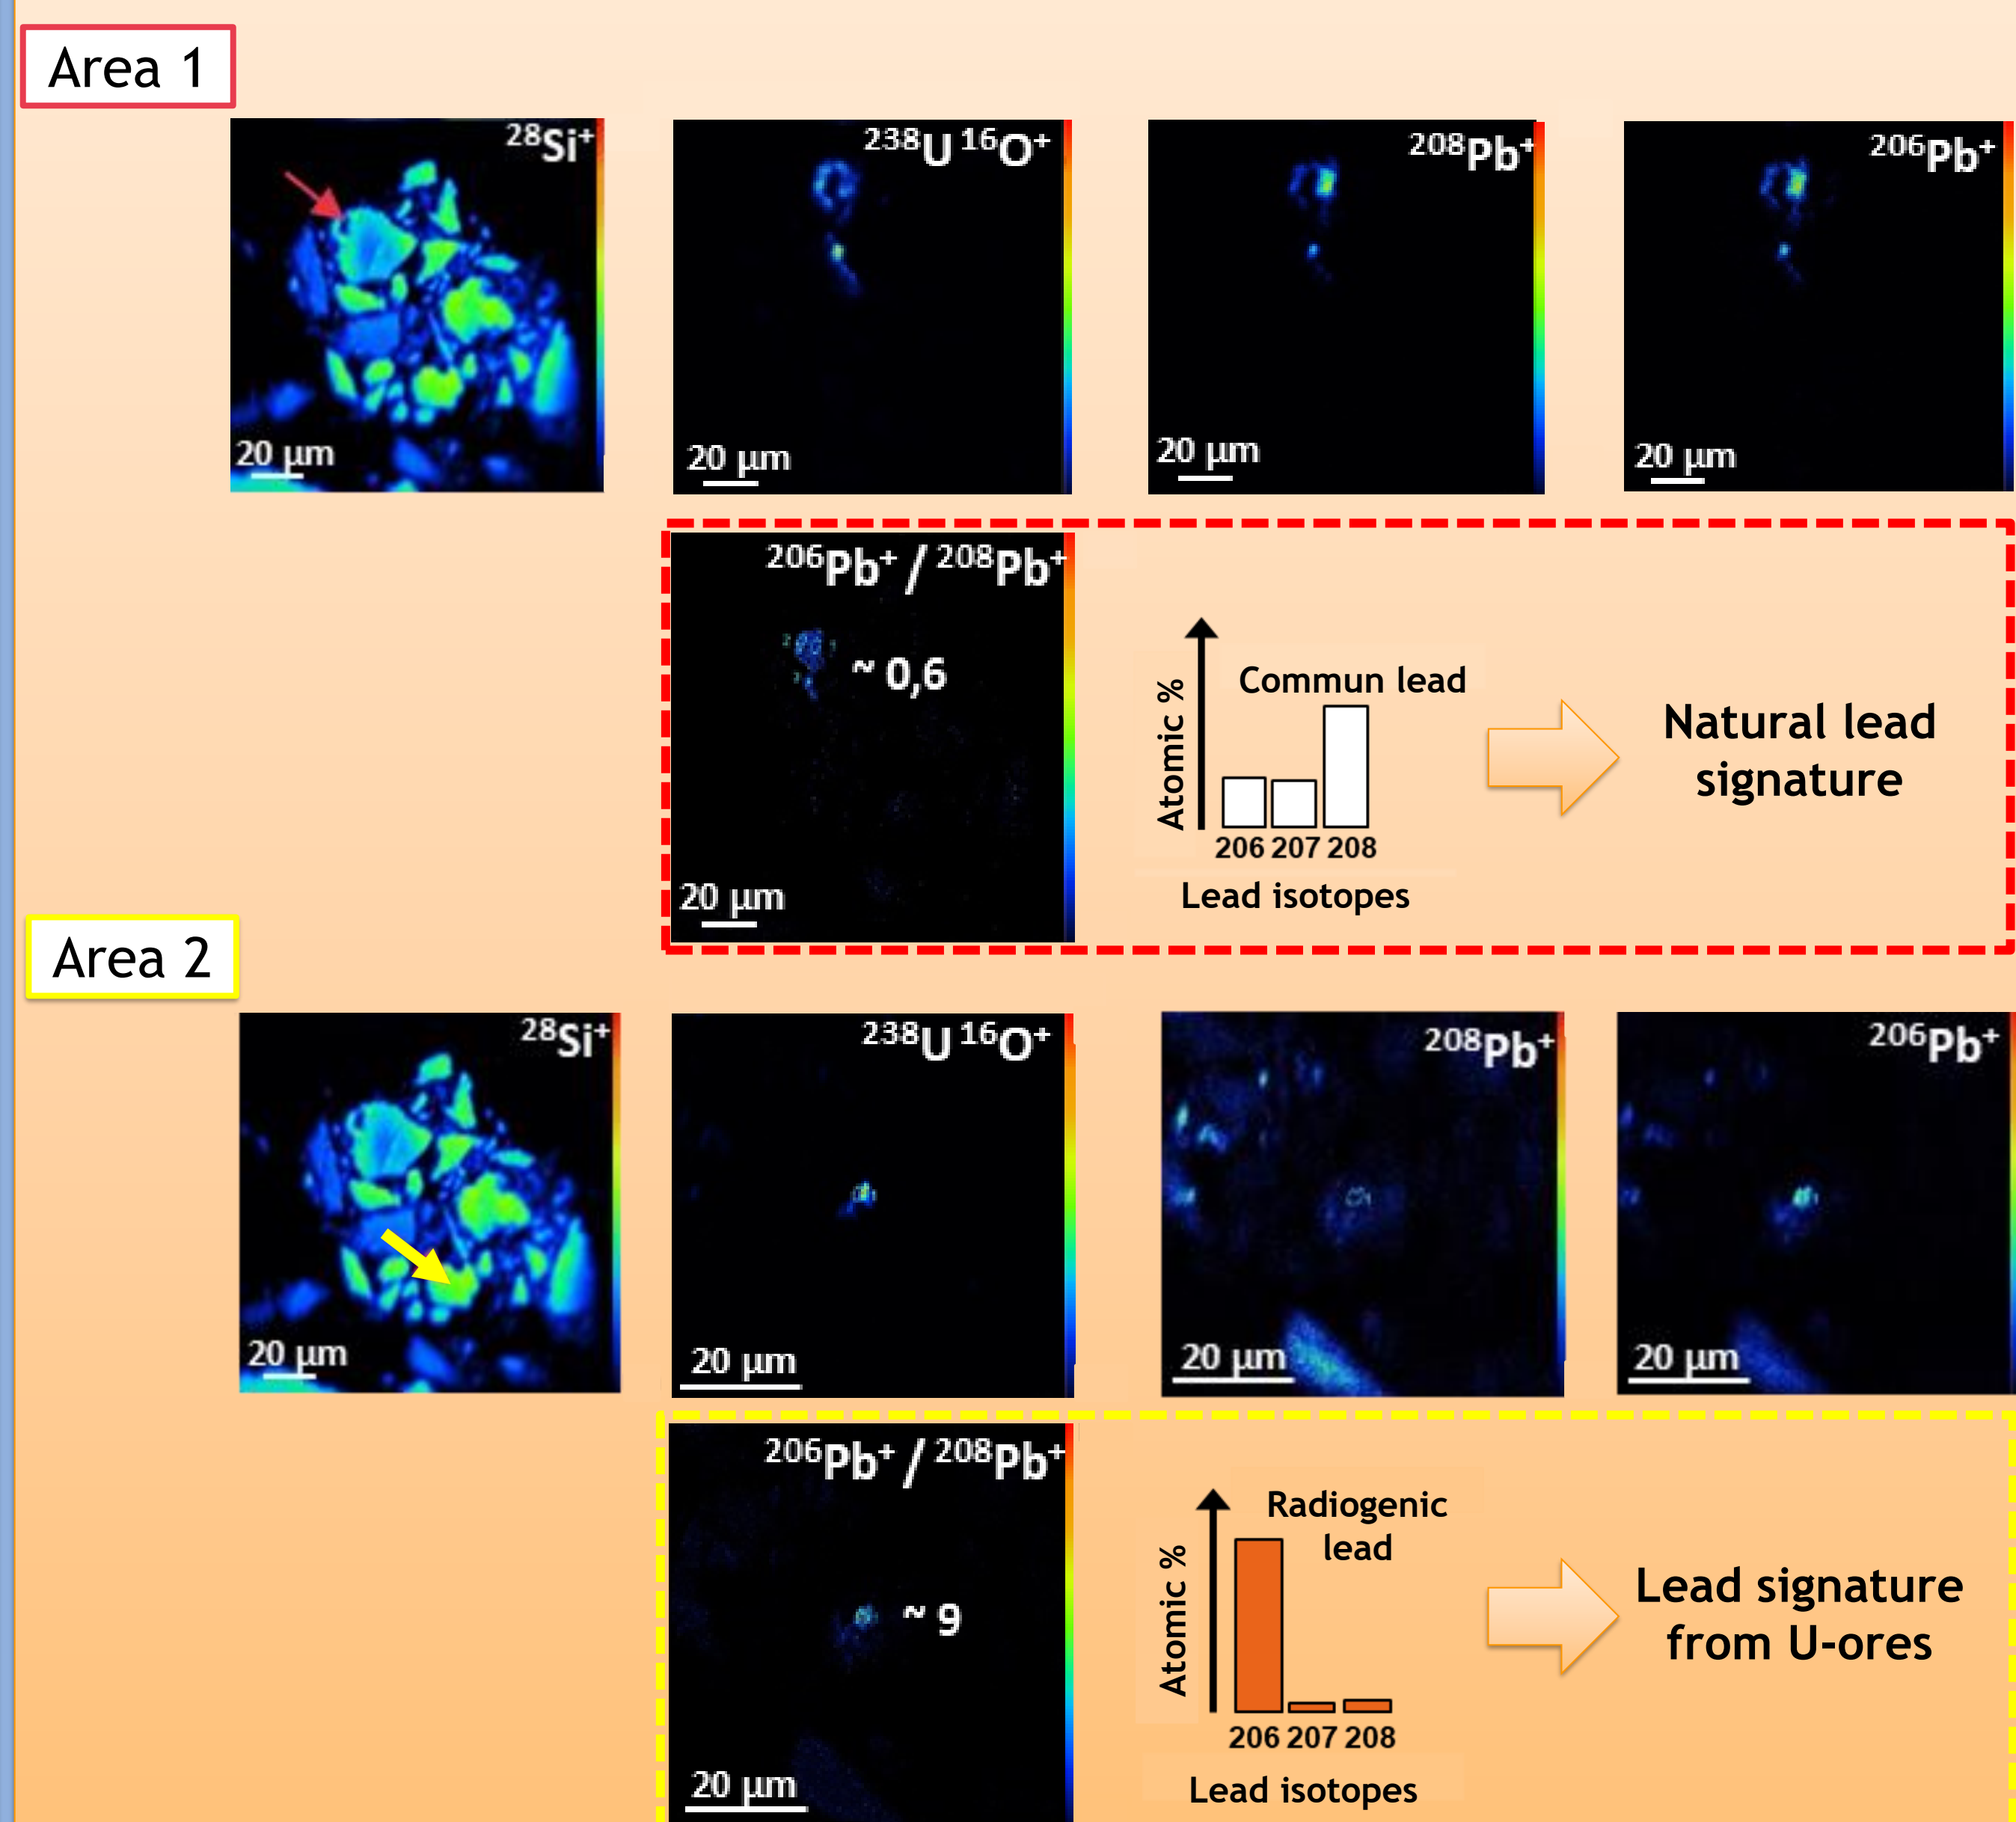 Area 1
²⁸Si⁺
²³⁸U ¹⁶O⁺
²⁰⁸Pb⁺
²⁰⁶Pb⁺
20 µm
20 µm
20 µm
20 µm
²⁰⁶Pb⁺ / ²⁰⁸Pb⁺
~ 0,6
20 µm
Atomic %
Commun lead
206 207 208
Lead isotopes
Natural lead
signature
Area 2
²⁸Si⁺
²³⁸U ¹⁶O⁺
²⁰⁸Pb⁺
²⁰⁶Pb⁺
20 µm
20 µm
20 µm
20 µm
²⁰⁶Pb⁺ / ²⁰⁸Pb⁺
~ 9
20 µm
Atomic %
Radiogenic
lead
206 207 208
Lead isotopes
Lead signature
from U-ores